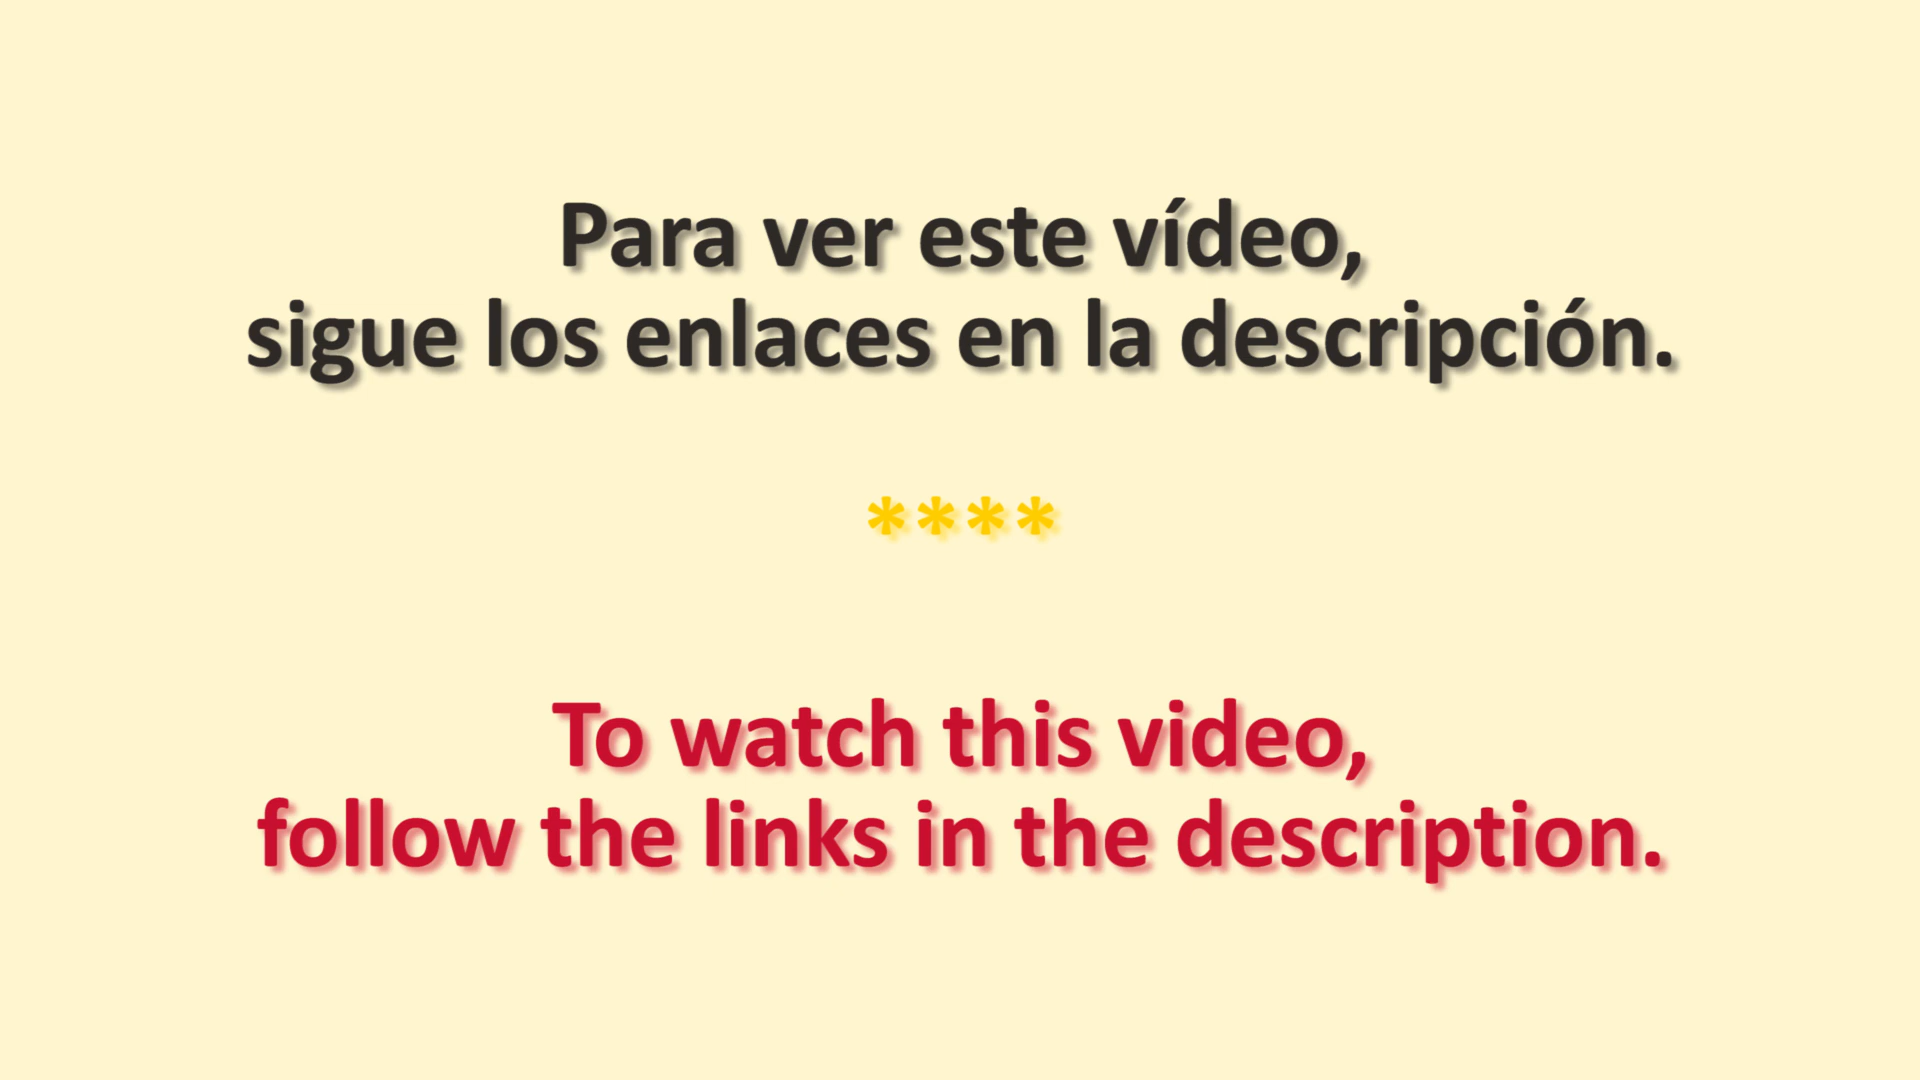 Para ver este vídeo,
sigue los enlaces en la descripción.
****
To watch this video,
follow the links in the description.